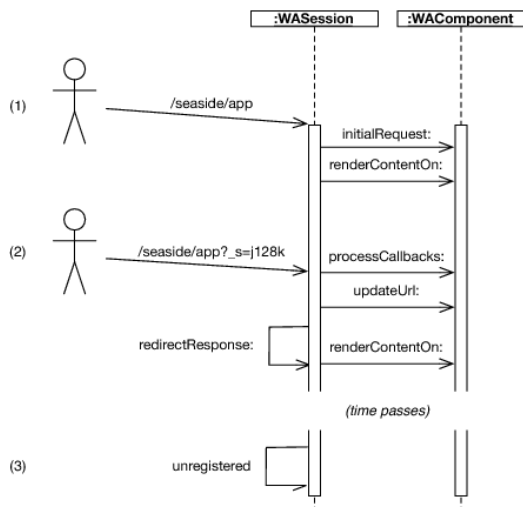 :WASession
:WAComponent
(1)
/seaside/app
initialRequest:
renderContentOn:
(2)
/seaside/app?_s=j128k
processCallbacks:
updateUrl:
redirectResponse:
renderContentOn:
(time passes)
(3)
unregistered